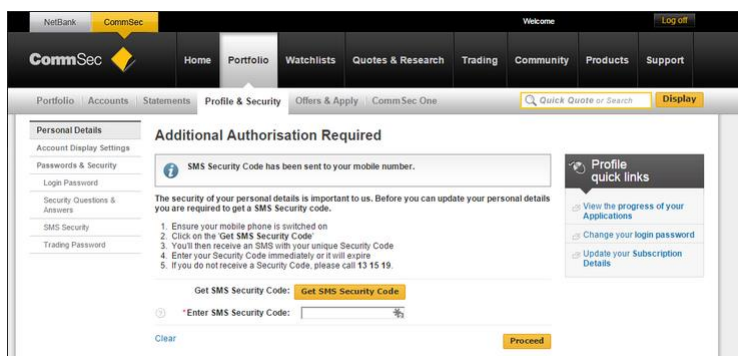 NetBank CommSec Welcome Log off
CommSec Home Portfolio Watchlists Quotes & Research Trading Community Products Support
Portfolio Accounts Statements Profile & Security Offers & Apply CommSec One Quick Quote or Search Display
Personal Details
Account Display Settings
Passwords & Security
Login Password
Security Questions &
Answers
SMS Security
Trading Password
Additional Authorisation Required
SMS Security Code has been sent to your mobile number.
The security of your personal details is important to us. Before you can update your personal details
you are required to get a SMS Security code.
1. Ensure your mobile phone is switched on
2. Click on the 'Get SMS Security Code'
3. You'll then receive an SMS with your unique Security Code
4. Enter your Security Code immediately or it will expire
5. If you do not receive a Security Code, please call 13 15 19.
Get SMS Security Code: Get SMS Security Code
*Enter SMS Security Code:
Clear Proceed
Profile
quick links
View the progress of your
Applications
Change your login password
Update your Subscription
Details